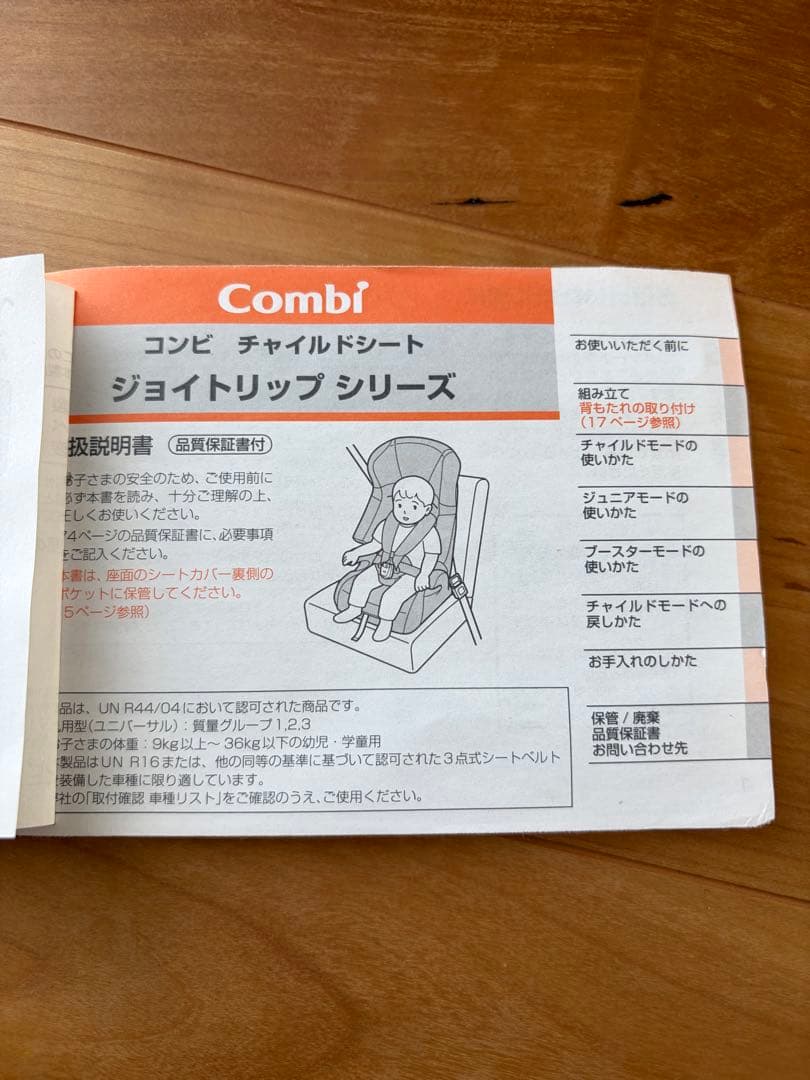 Combi
コンビ チャイルドシート
ジョイトリップ シリーズ
扱説明書 品質保証書付
子さまの安全のため、ご使用前に
ず本書を読み、十分ご理解の上、
しくお使いください。
74ページの品質保証書に、必要事項
をご記入ください。
本書は、座面のシートカバー裏側の
ポケットに保管してください。
5ページ参照)
品は、UN R44/04において認可された商品です。
用型(ユニバーサル):質量グループ1,2,3
子さまの体重:9kg以上~36kg以下の幼児・学童用
製品はUN R16または、他の同等の基準に基づいて認可された3点式シートベルト
装備した車種に限り適しています。
社の「取付確認 車種リスト」をご確認のうえ、ご使用ください。
お使いいただく前に
組み立て
背もたれの取り付け
(17ページ参照)
チャイルドモードの
使いかた
ジュニアモードの
使いかた
ブースターモードの
使いかた
チャイルドモードへの
戻しかた
お手入れのしかた
保管/廃棄
品質保証書
お問い合わせ先